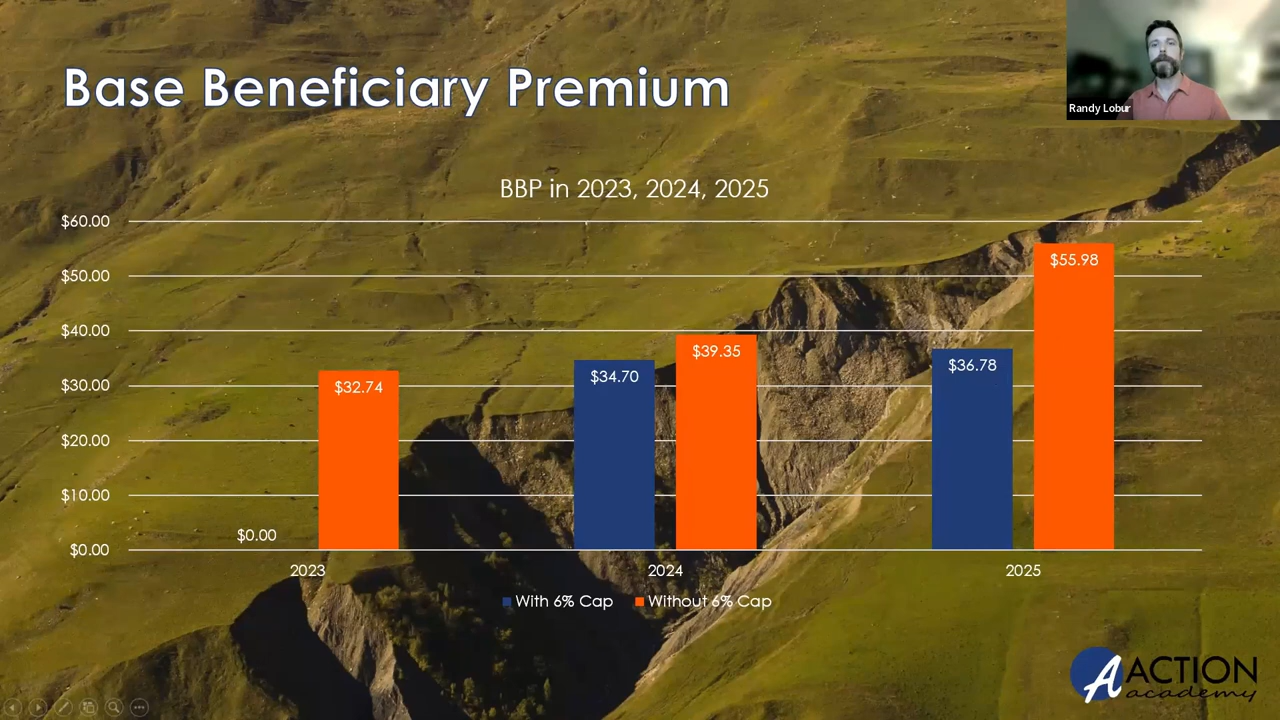 Randy Lobur
Base Beneficiary Premium
BBP in 2023, 2024, 2025
$60.00
$50.00
$40.00
$30.00
$20.00
$10.00
$0.00
$0.00
$32.74
$34.70
$39.35
$36.78
$55.98
2023
2024
2025
With 6% Cap
Without 6% Cap
A ACTION
academy